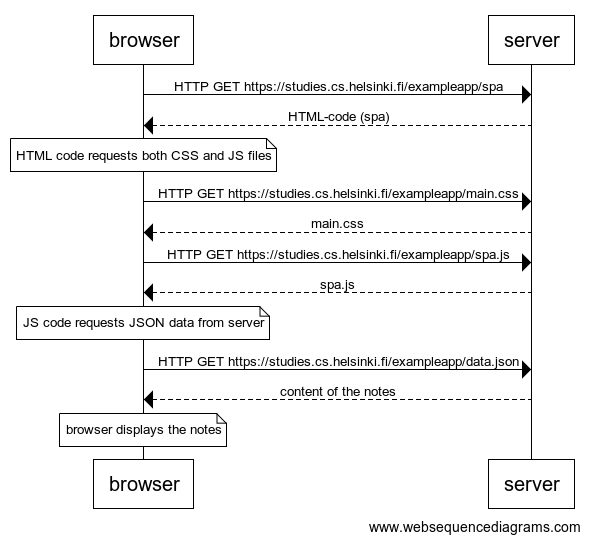 browser server
HTTP GET https://studies.cs.helsinki.fi/exampleapp/spa
HTML-code (spa)
HTML code requests both CSS and JS files
HTTP GET https://studies.cs.helsinki.fi/exampleapp/main.css
main.css
HTTP GET https://studies.cs.helsinki.fi/exampleapp/spa.js
spa.js
JS code requests JSON data from server
HTTP GET https://studies.cs.helsinki.fi/exampleapp/data.json
content of the notes
browser displays the notes
browser server
www.websequencediagrams.com